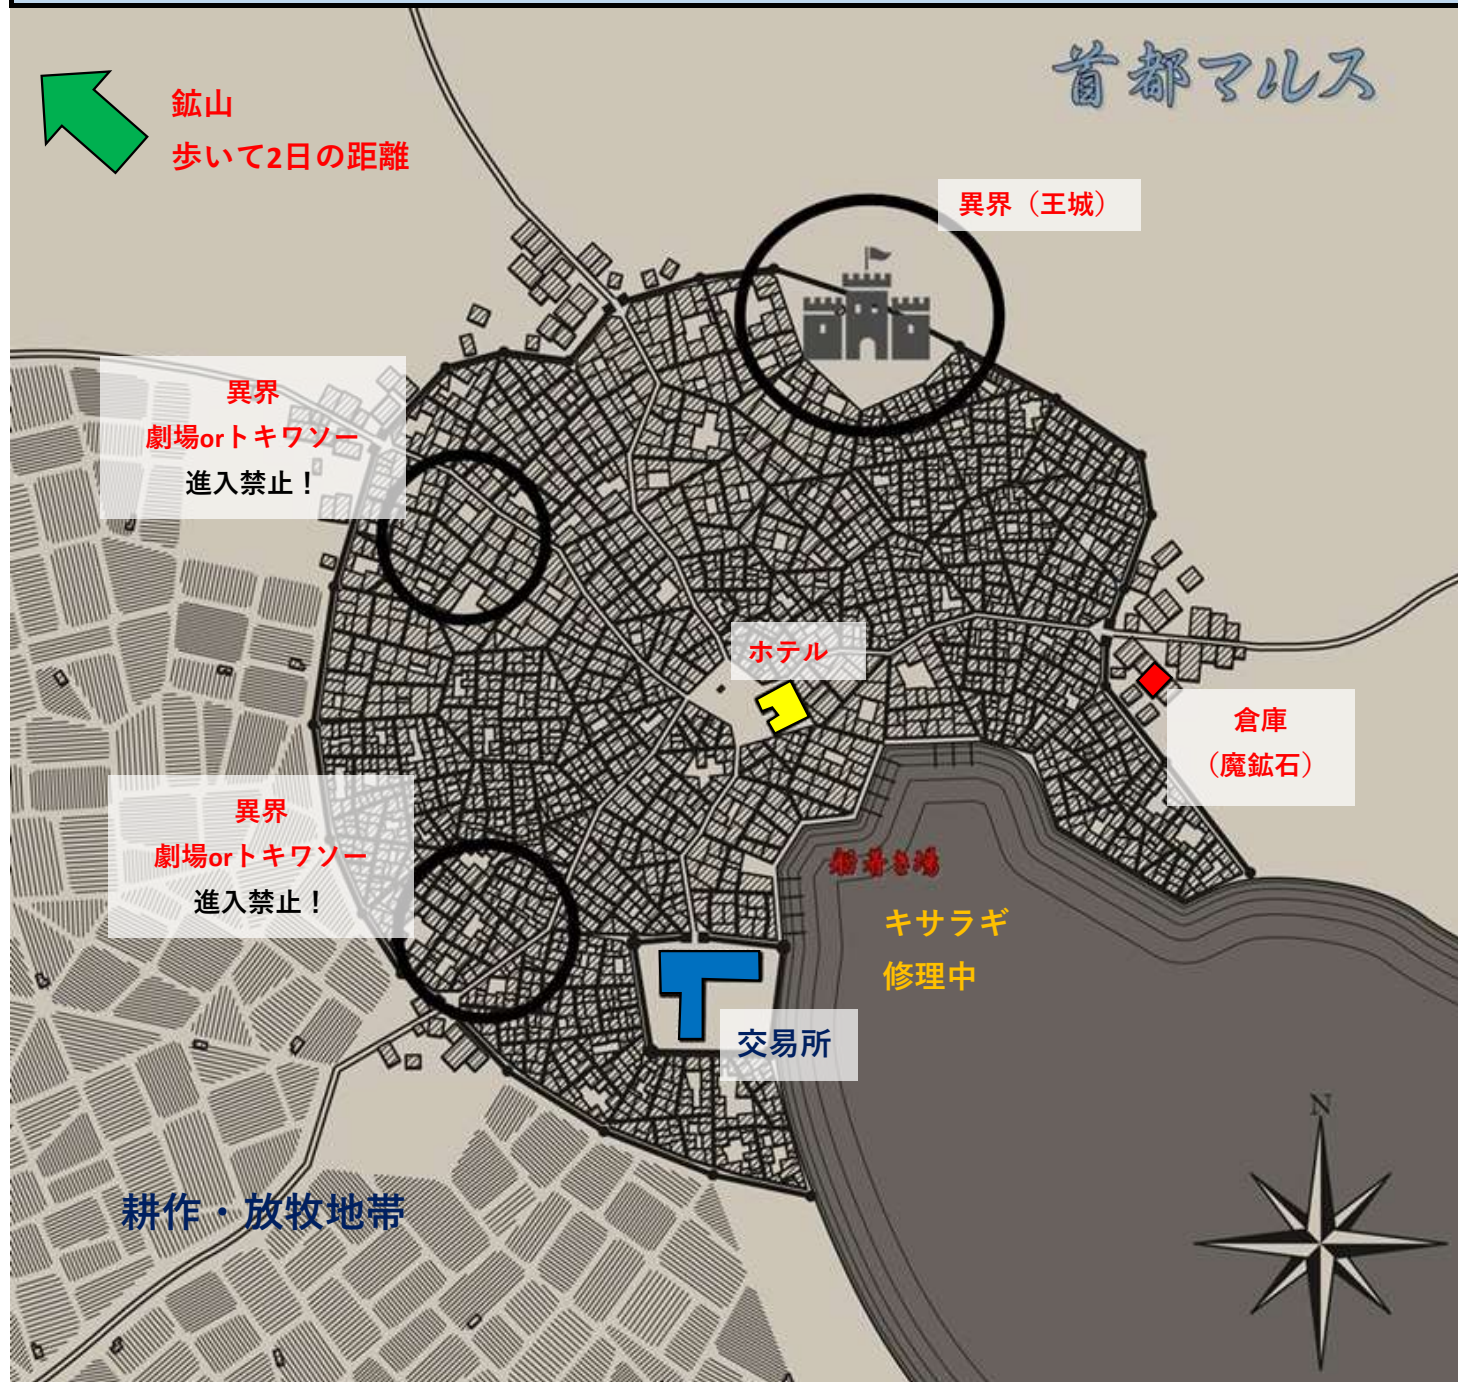 首都マルス
鉱山
歩いて2日の距離
異界（王城）
異界
劇場orトキワソー
進入禁止！
ホテル
倉庫
（魔鉱石）
異界
劇場orトキワソー
進入禁止！
船着き場
キサラギ
修理中
交易所
耕作・放牧地帯
N